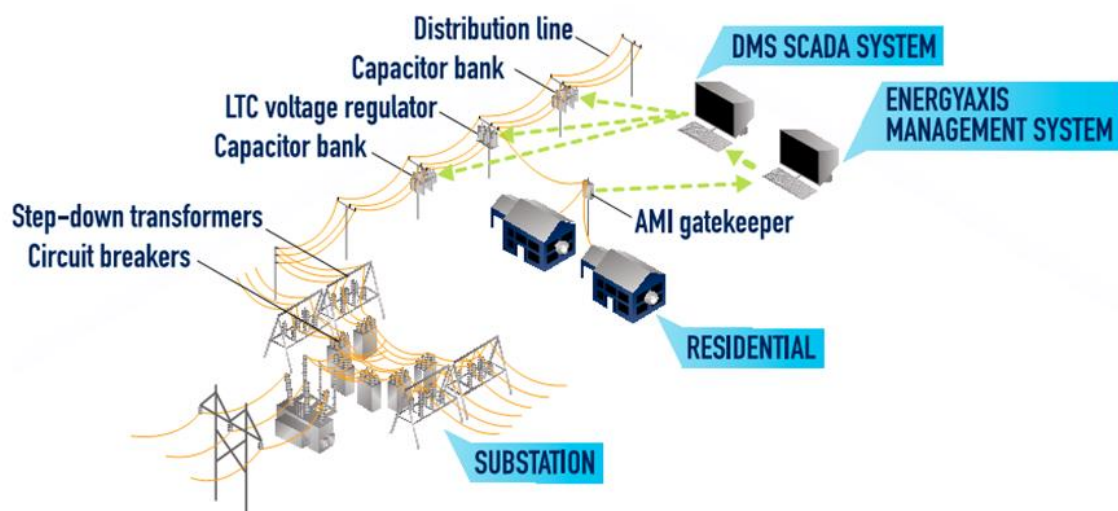 Distribution line
DMS SCADA SYSTEM
Capacitor bank
LTC voltage regulator
ENERGYAXIS
MANAGEMENT SYSTEM
Capacitor bank
Step-down transformers
AMI gatekeeper
Circuit breakers
RESIDENTIAL
SUBSTATION